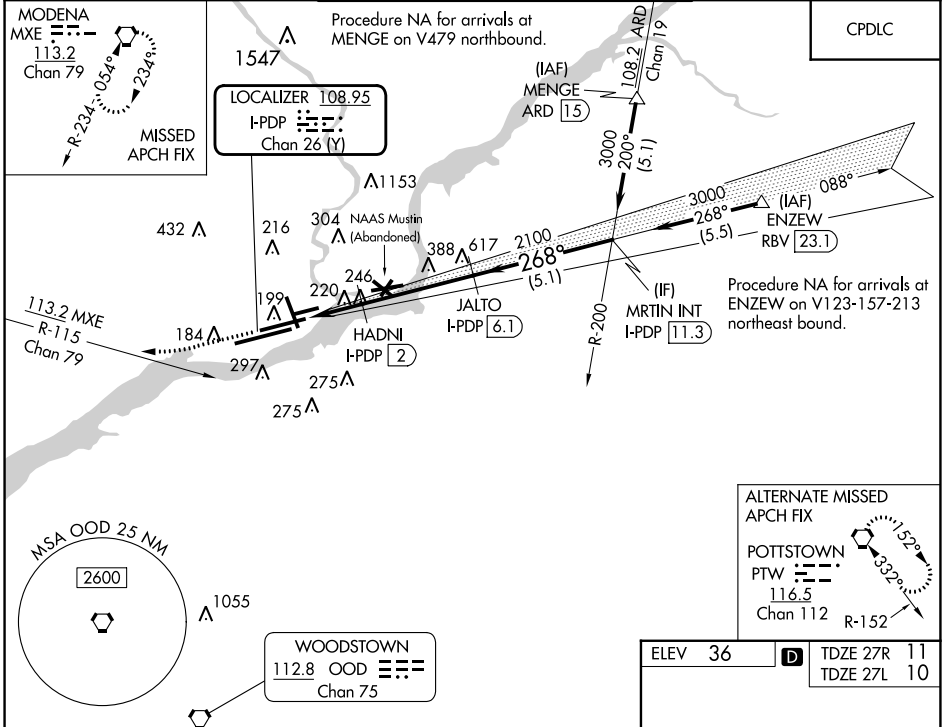 MODENA
MXE
113.2
Chan 79
R-234
054°
234°
MISSED
APCH FIX
1547
Procedure NA for arrivals at
MENGE on V479 northbound.
CPDLC
108.2 ARD
Chan 19
(IAF)
MENGE
ARD 15
LOCALIZER 108.95
I-PDP
Chan 26 (Y)
3000
200°
(5.1)
1153
432
216
304
NAAS Mustin
(Abandoned)
388
617
2100
268°
(5.1)
3000
268°
(5.5)
088°
(IAF)
ENZEW
RBV 23.1
Procedure NA for arrivals at
ENZEW on V123-157-213
northeast bound.
(IF)
MRTIN INT
I-PDP 11.3
R-200
JALTO
I-PDP 6.1
246
220
199
HADNI
I-PDP 2
184
113.2 MXE
R-115
Chan 79
297
275
275
MSA OOD 25 NM
2600
1055
WOODSTOWN
112.8 OOD
Chan 75
ALTERNATE MISSED
APCH FIX
POTTSTOWN
PTW
116.5
Chan 112
152°
332°
R-152
ELEV 36
D
TDZE 27R 11
TDZE 27L 10